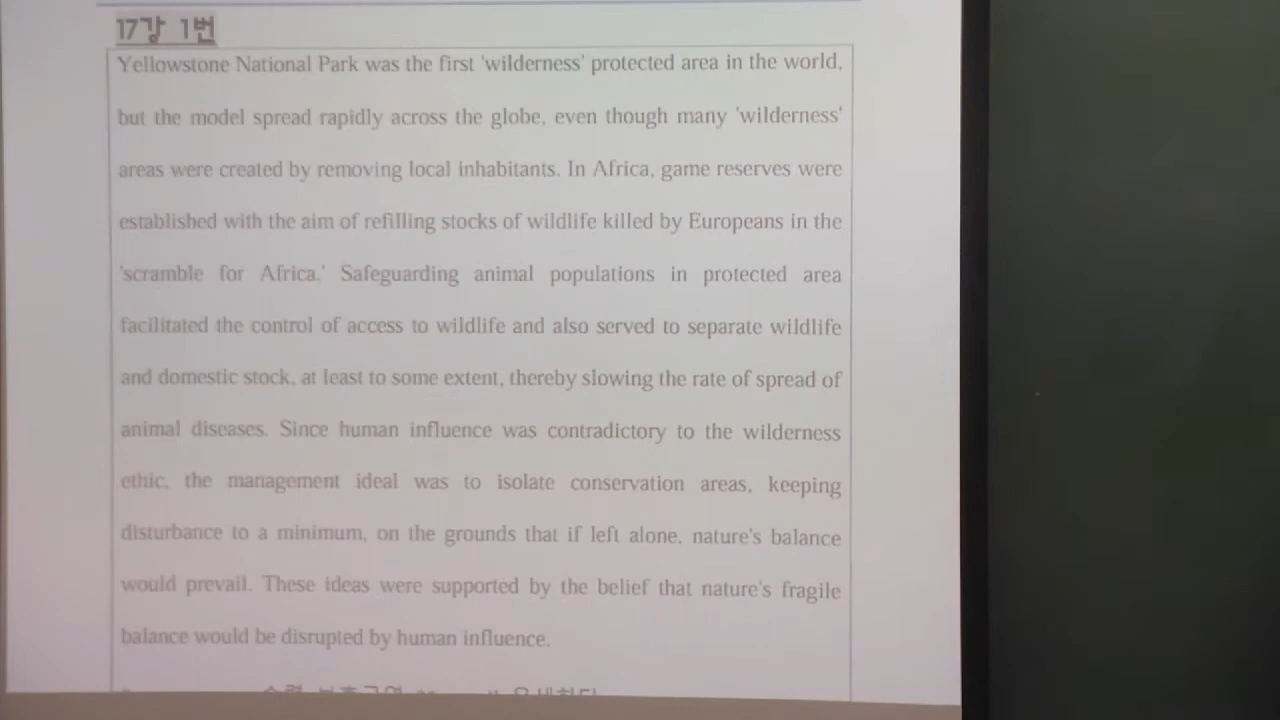 17강 1번
Yellowstone National Park was the first 'wilderness' protected area in the world,
but the model spread rapidly across the globe, even though many 'wilderness'
areas were created by removing local inhabitants. In Africa, game reserves were
established with the aim of refilling stocks of wildlife killed by Europeans in the
'scramble for Africa.' Safeguarding animal populations in protected area
facilitated the control of access to wildlife and also served to separate wildlife
and domestic stock, at least to some extent, thereby slowing the rate of spread of
animal diseases. Since human influence was contradictory to the wilderness
ethic, the management ideal was to isolate conservation areas, keeping
disturbance to a minimum, on the grounds that if left alone, nature's balance
would prevail. These ideas were supported by the belief that nature's fragile
balance would be disrupted by human influence.